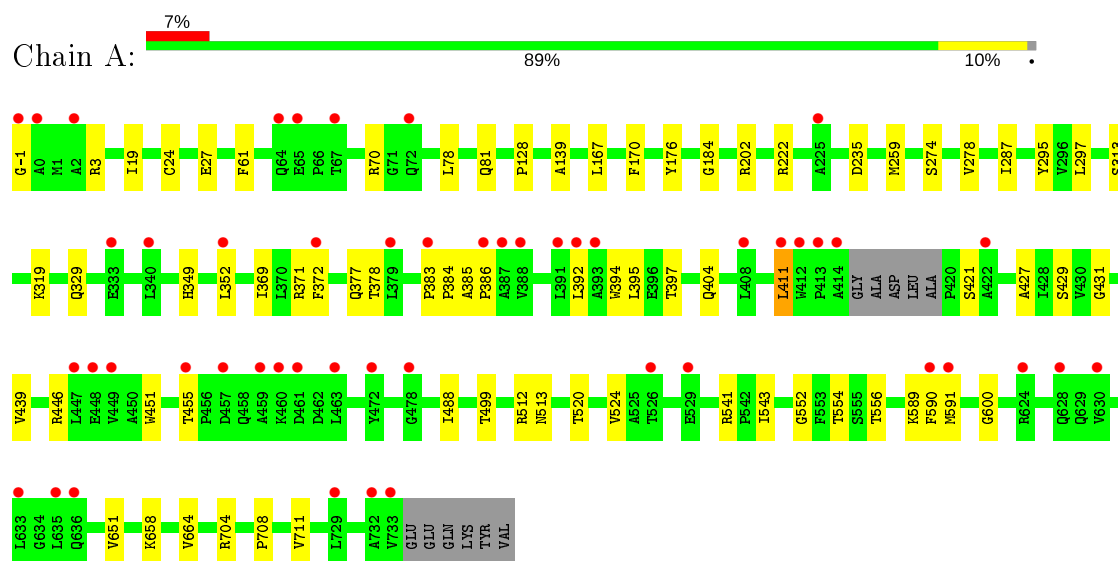 7%
Chain A:
89% 10% •
G-1 A0 M1 A2 R3 I19 C24 E27 F61 Q64 E65 P66 T67 R70 G71 Q72 L78 Q81 P128 A139 L167 F170 Y176 G184 R202 R222 A225 D235 M259 S274 V278 I287 Y295 V296 L297 S313
K319 Q329 E333 L340 H349 L352 I369 L370 R371 F372 Q377 T378 L379 P383 P384 A385 P386 A387 V388 L391 L392 A393 W394 L395 E396 T397 Q404 L408 L411 W412 P413 A414 GLY ALA ASP LEU ALA P420 S421 A422 A427 I428 S429 V430 G431
V439 R446 L447 E448 V449 A450 W451 T455 P456 D457 Q458 A459 K460 D461 D462 L463 Y472 G478 I488 T499 R512 N513 T520 V524 A525 T526 E529 R541 P542 I543 G552 F553 T554 S555 T556 K589 F590 M591 G600 R624 Q628 Q629 V630
L633 G634 L635 Q636 V651 K658 V664 R704 P708 V711 L729 A732 V733 GLU GLU GLN LYS TYR VAL